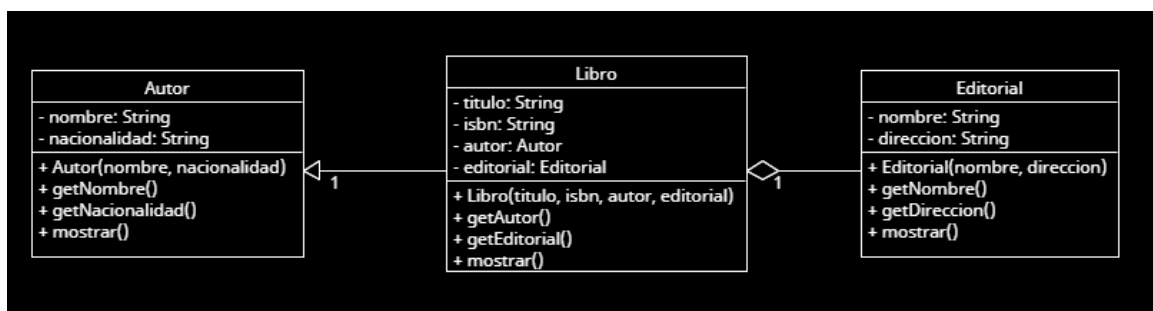 Autor
- nombre: String
- nacionalidad: String
+ Autor(nombre, nacionalidad)
+ getNombre()
+ getNacionalidad()
+ mostrar()
1
Libro
- titulo: String
- isbn: String
- autor: Autor
- editorial: Editorial
+ Libro(titulo, isbn, autor, editorial)
+ getAutor()
+ getEditorial()
+ mostrar()
1
Editorial
- nombre: String
- direccion: String
+ Editorial(nombre, direccion)
+ getNombre()
+ getDireccion()
+ mostrar()